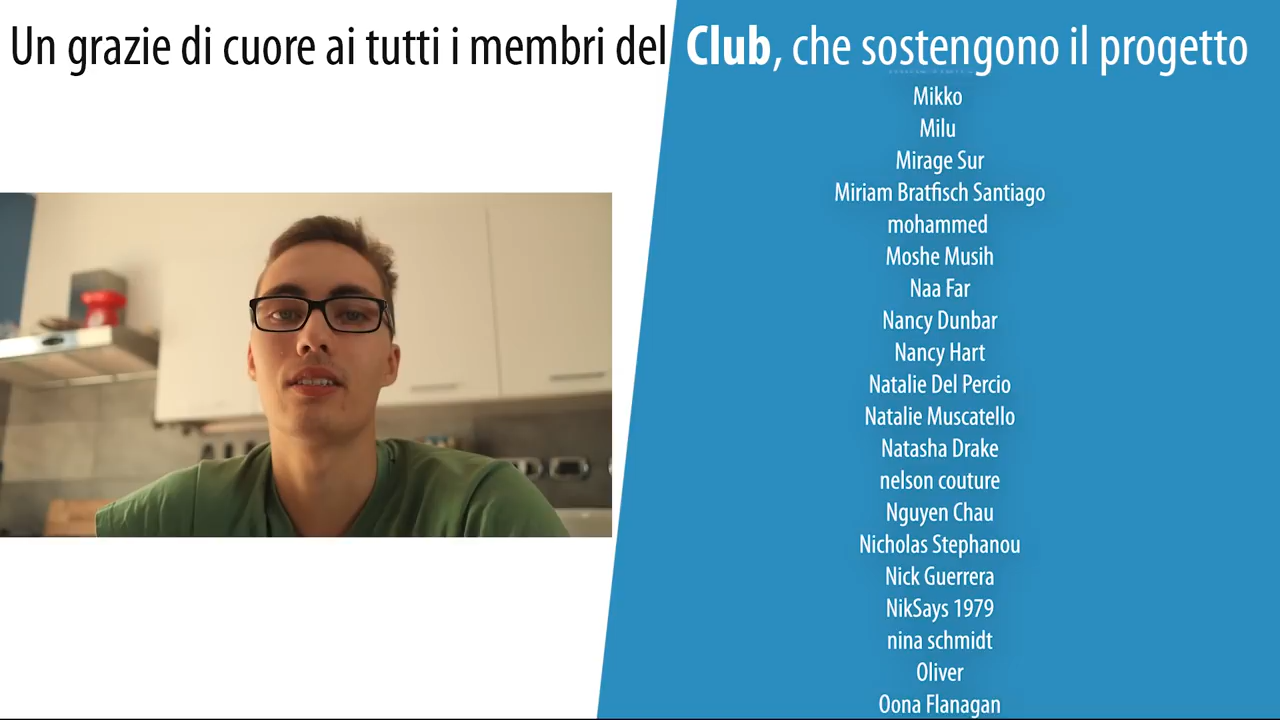 Un grazie di cuore ai tutti i membri del Club, che sostengono il progetto
Mikko
Milu
Mirage Sur
Miriam Bratfisch Santiago
mohammed
Moshe Musih
Naa Far
Nancy Dunbar
Nancy Hart
Natalie Del Percio
Natalie Muscatello
Natasha Drake
nelson couture
Nguyen Chau
Nicholas Stephanou
Nick Guerrera
NikSays 1979
nina schmidt
Oliver
Oona Flanagan